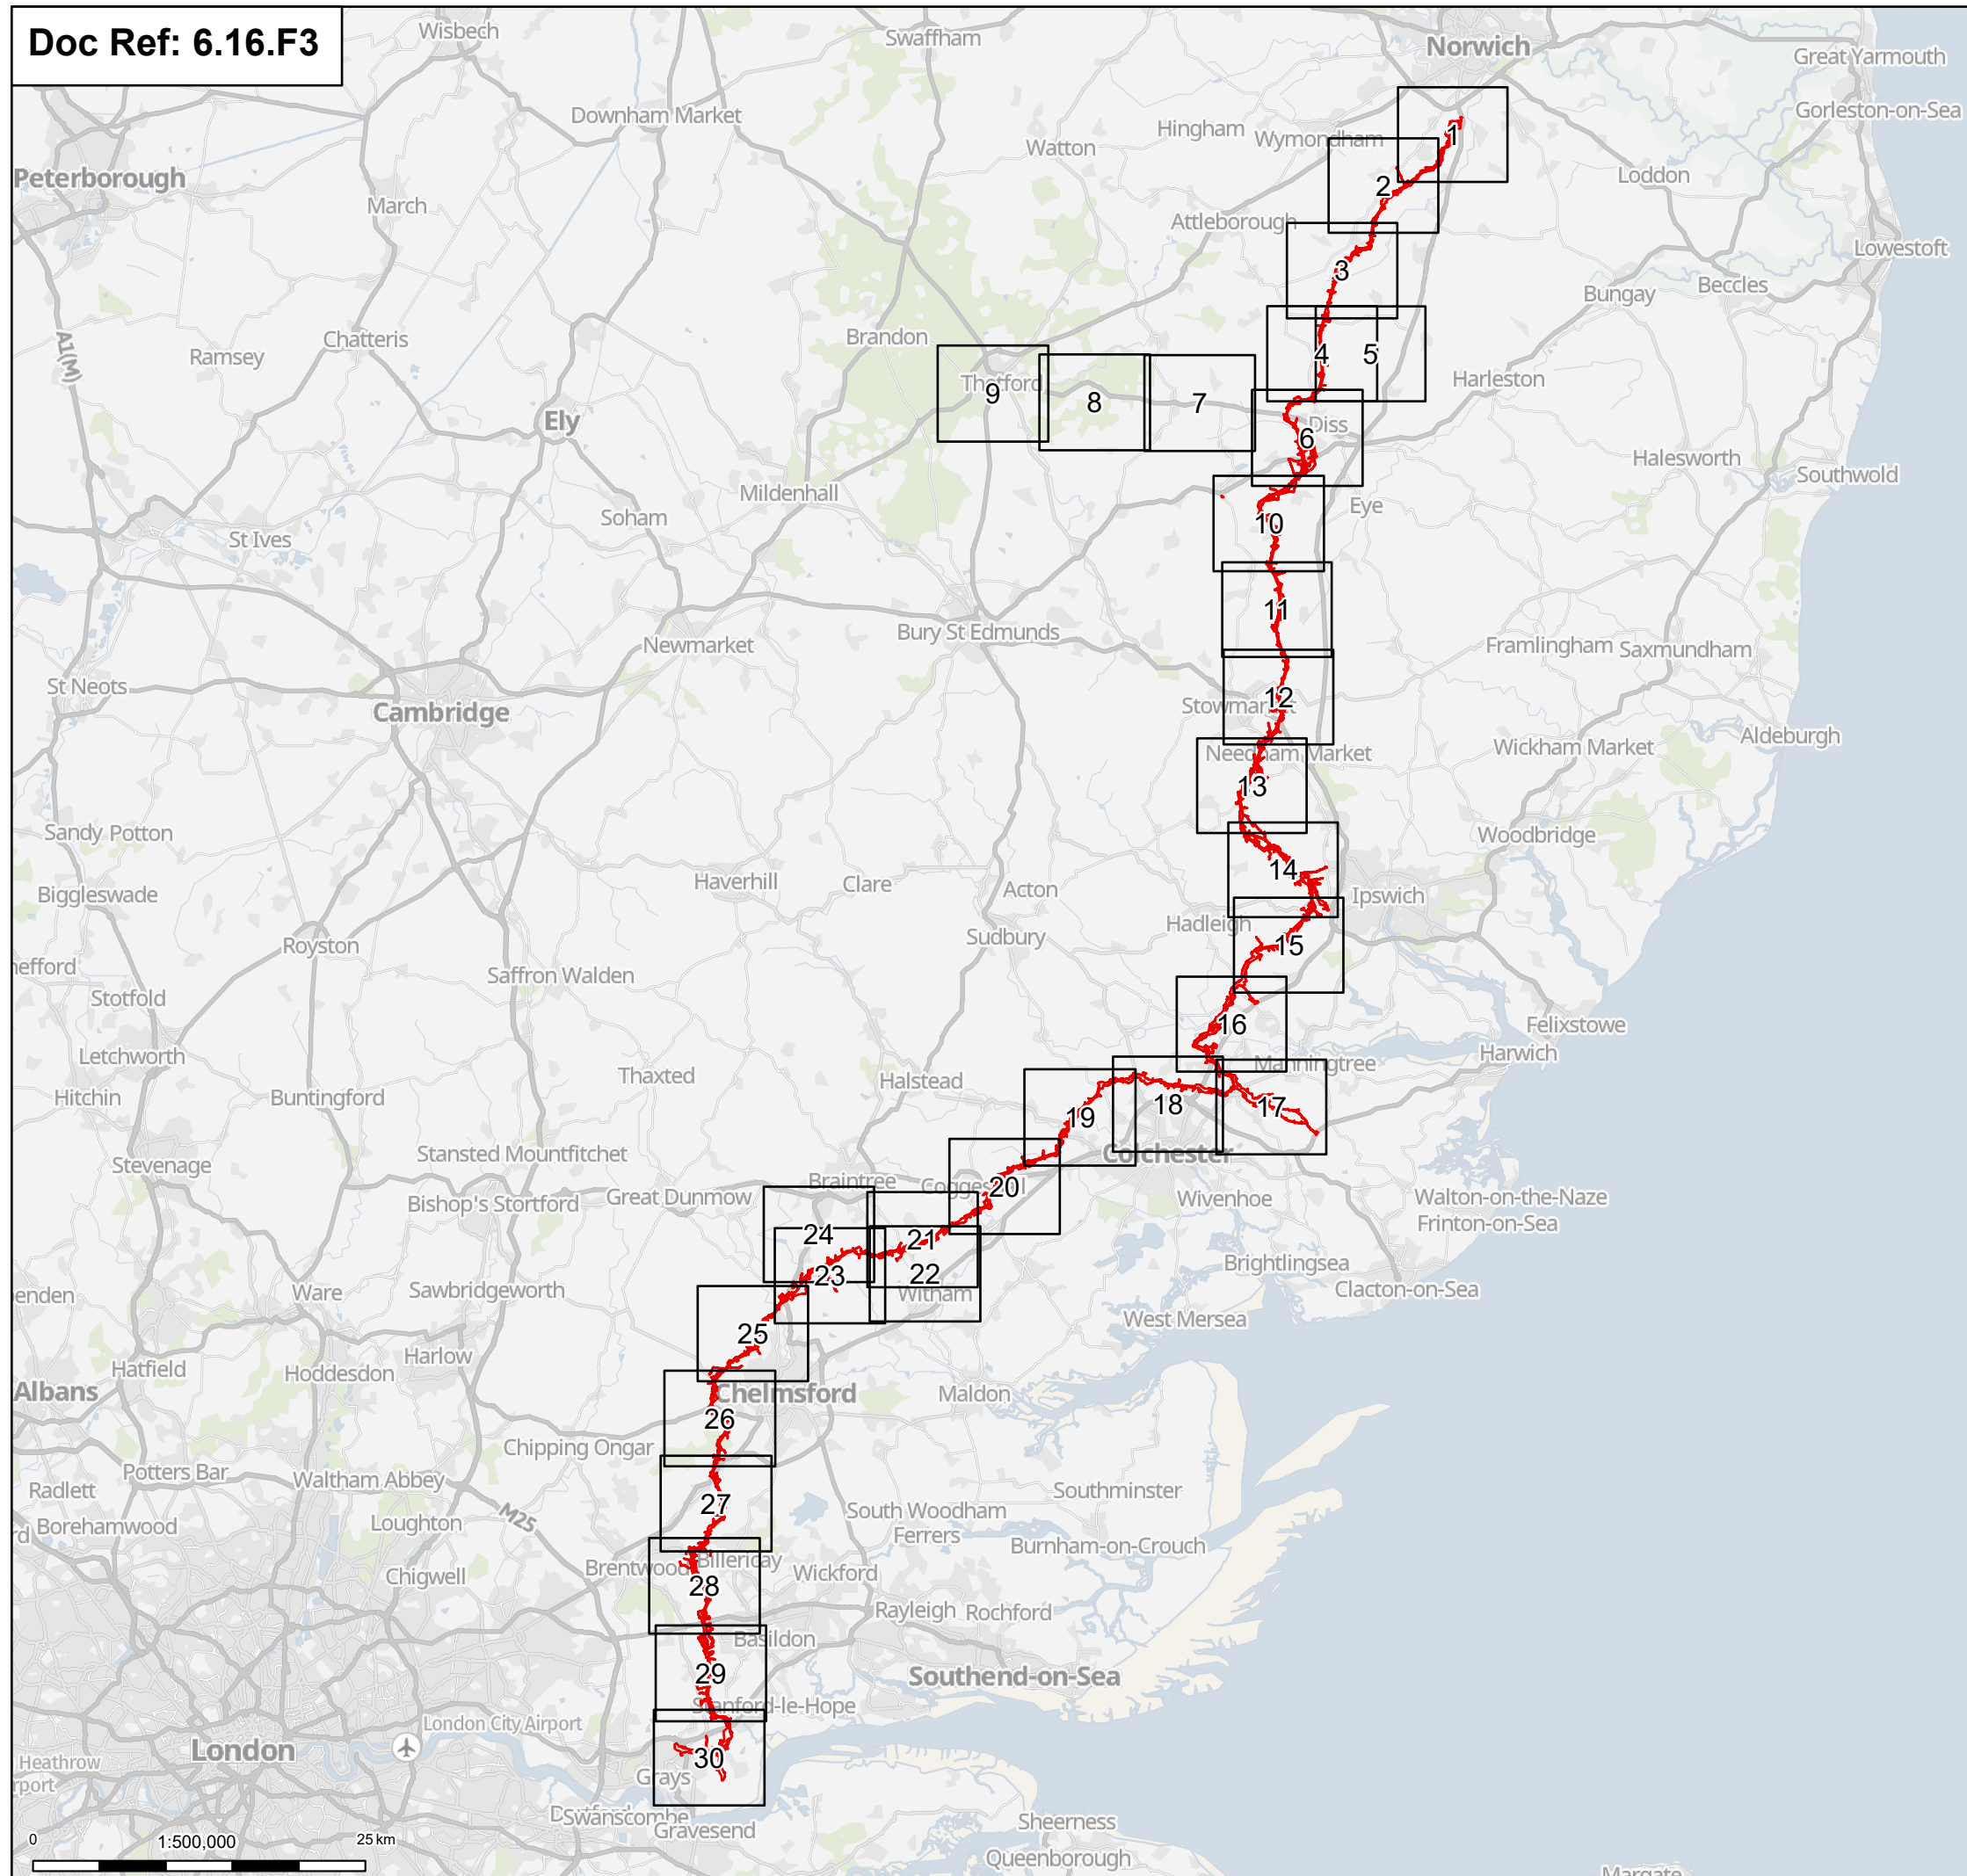 Doc Ref: 6.16.F3
Wisbech
Swaffham
Norwich
Great Yarmouth
Downham Market
Gorleston-on-Sea
Hingham
Wymondham
1
Watton
Peterborough
2
Loddon
March
Attleborough
Lowestoft
3
Beccles
Bungay
A1(M)
Chatteris
Brandon
Ramsey
4
5
Thetford
9
8
7
Harleston
Ely
Diss
6
Halesworth
Southwold
Mildenhall
Eye
Soham
10
St Ives
11
Bury St Edmunds
Newmarket
Framlingham
Saxmundham
St Neots
12
Cambridge
Stowmarket
Aldeburgh
Needham Market
Wickham Market
13
Sandy
Potton
Woodbridge
14
Haverhill
Clare
Acton
Biggleswade
Ipswich
Hadleigh
Sudbury
15
Royston
hefford
Saffron Walden
Stotfold
16
Felixstowe
Letchworth
Harwich
Manningtree
Thaxted
Halstead
Hitchin
Buntingford
18
17
19
Colchester
Stansted Mountfitchet
Stevenage
Braintree
20
Great Dunmow
Bishop's Stortford
Wivenhoe
Walton-on-the-Naze
Frinton-on-Sea
24
21
Brightlingsea
23
22
Sawbridgeworth
Ware
Witham
Clacton-on-Sea
enden
West Mersea
25
Harlow
Hatfield
Hoddesdon
Albans
Chelmsford
Maldon
26
Chipping Ongar
Potters Bar
Waltham Abbey
Radlett
Southminster
27
M25
South Woodham
Ferrers
Borehamwood
Loughton
rd
Burnham-on-Crouch
Brentwood
Billericay
Wickford
Chigwell
28
Rayleigh
Rochford
Basildon
29
Southend-on-Sea
Stanford-le-Hope
London City Airport
London
30
Heathrow
rport
Grays
Swanscombe
Gravesend
Sheerness
Queenborough
Margate
0
1:500,000
25 km